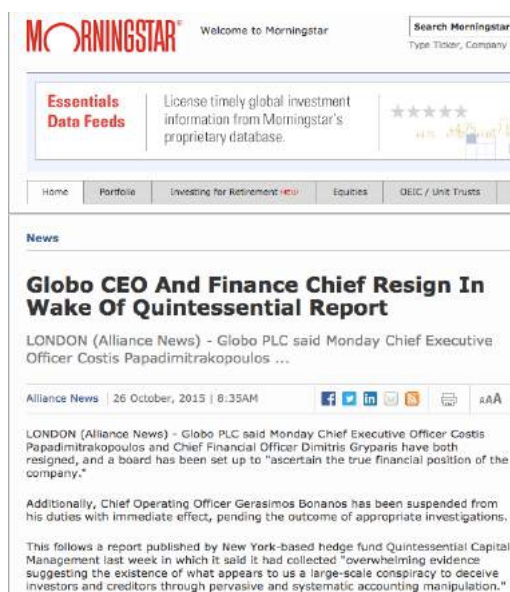 MORNINGSTAR® Welcome to Morningstar
Search Morningstar
Type Ticker, Company
Essentials
Data Feeds
License timely global investment
information from Morningstar's
proprietary database.
Home Portfolio Investing for Retirement NEW Equities OEIC / Unit Trusts
News
Globo CEO And Finance Chief Resign In
Wake Of Quintessential Report
LONDON (Alliance News) - Globo PLC said Monday Chief Executive
Officer Costis Papadimitrakopoulos ...
Alliance News | 26 October, 2015 | 8:35AM
AAA
LONDON (Alliance News) - Globo PLC said Monday Chief Executive Officer Costis
Papadimitrakopoulos and Chief Financial Officer Dimitris Gryparis have both
resigned, and a board has been set up to "ascertain the true financial position of the
company."
Additionally, Chief Operating Officer Gerasimos Bonanos has been suspended from
his duties with immediate effect, pending the outcome of appropriate investigations.
This follows a report published by New York-based hedge fund Quintessential Capital
Management last week in which it said it had collected "overwhelming evidence
suggesting the existence of what appears to us a large-scale conspiracy to deceive
investors and creditors through pervasive and systematic accounting manipulation."